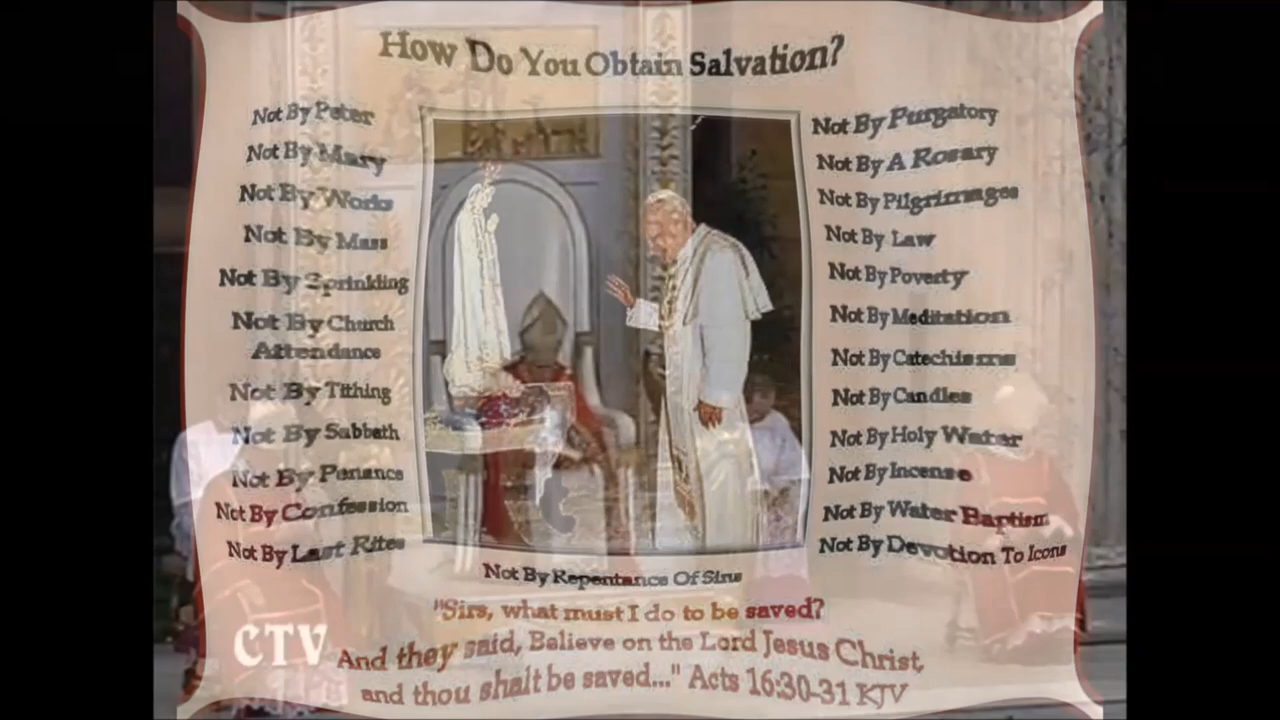 How Do You Obtain Salvation?
Not By Peter
Not By Mary
Not By Works
Not By Mass
Not By Sprinkling
Not By Church
Attendance
Not By Tithing
Not By Sabbath
Not By Penance
Not By Confession
Not By Last Rites
Not By Purgatory
Not By A Rosary
Not By Pilgrimages
Not By Law
Not By Poverty
Not By Meditation
Not By Catechisms
Not By Candles
Not By Holy Water
Not By Incense
Not By Water Baptism
Not By Devotion To Icons
Not By Repentance Of Sins
"Sirs, what must I do to be saved?
And they said, Believe on the Lord Jesus Christ,
and thou shalt be saved..." Acts 16:30-31 KJV
CTV